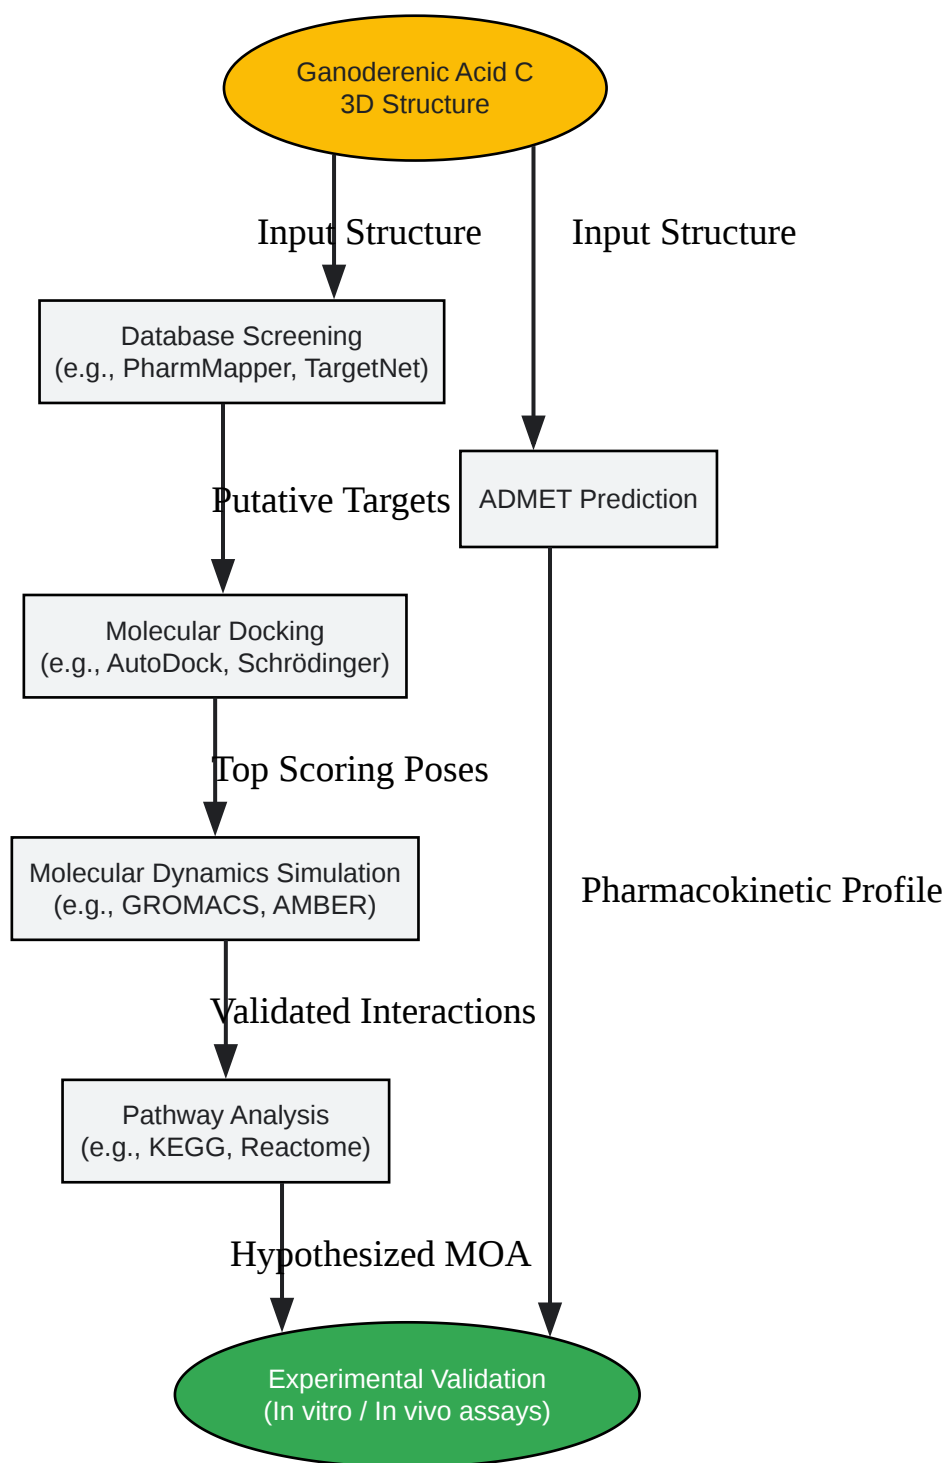 Ganoderenic Acid C
3D Structure
Input Structure
Input Structure
Database Screening
(e.g., PharmMapper, TargetNet)
Putative Targets
ADMET Prediction
Molecular Docking
(e.g., AutoDock, Schrödinger)
Top Scoring Poses
Molecular Dynamics Simulation
(e.g., GROMACS, AMBER)
Pharmacokinetic Profile
Validated Interactions
Pathway Analysis
(e.g., KEGG, Reactome)
Hypothesized MOA
Experimental Validation
(In vitro / In vivo assays)